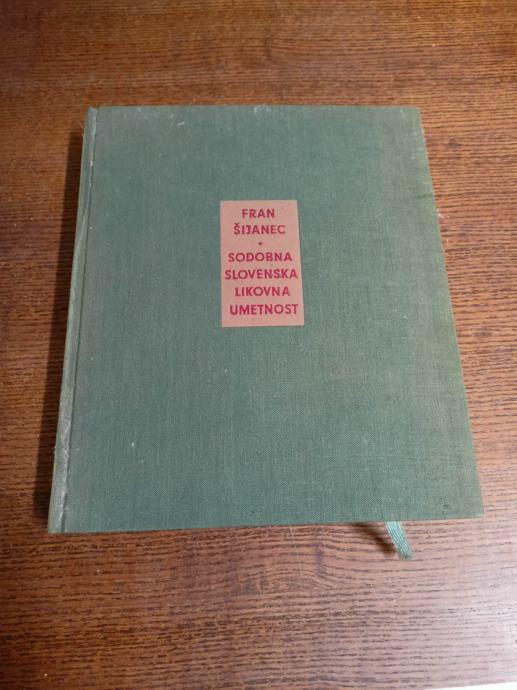 FRAN
ŠIJANEC
•
SODOBNA
SLOVENSKA
LIKOVNA
UMETNOST